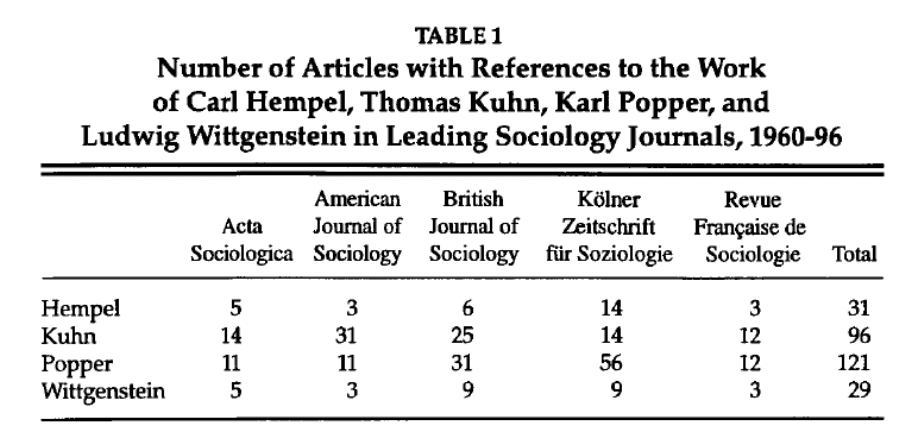 TABLE 1
Number of Articles with References to the Work
of Carl Hempel, Thomas Kuhn, Karl Popper, and
Ludwig Wittgenstein in Leading Sociology Journals, 1960-96
American British Kölner Revue
Acta Journal of Journal of Zeitschrift Française de
Sociologica Sociology Sociology für Soziologie Sociologie Total
Hempel 5 3 6 14 3 31
Kuhn 14 31 25 14 12 96
Popper 11 11 31 56 12 121
Wittgenstein 5 3 9 9 3 29